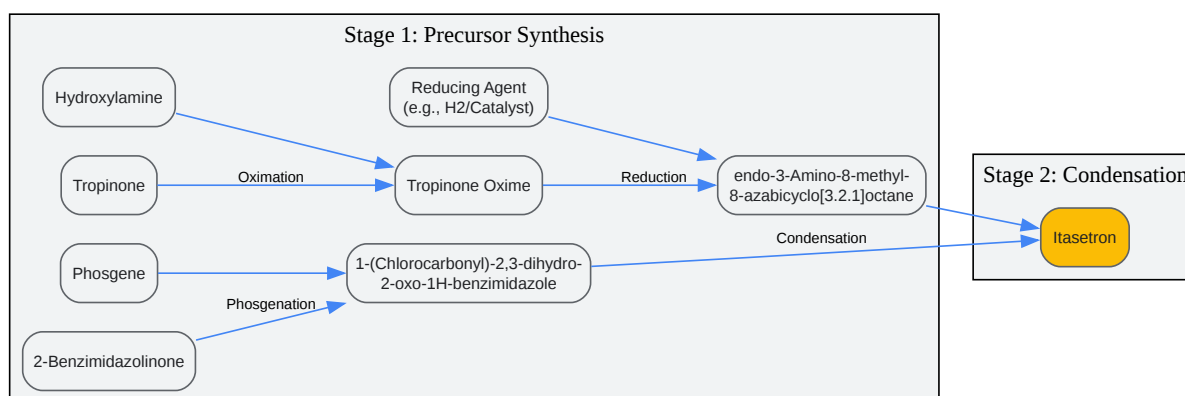 Stage 1: Precursor Synthesis
Hydroxylamine
Reducing Agent
(e.g., H2/Catalyst)
Tropinone
Oximation
Tropinone Oxime
Reduction
endo-3-Amino-8-methyl-
8-azabicyclo[3.2.1]octane
Stage 2: Condensation
Itasetron
Condensation
Phosgene
1-(Chlorocarbonyl)-2,3-dihydro-
2-oxo-1H-benzimidazole
Phosgenation
2-Benzimidazolinone